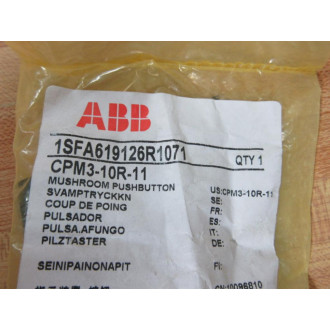 ABB
1SFA619126R1071
QTY 1
CPM3-10R-11
MUSHROOM PUSHBUTTON
US:CPM3-10R-11
SVAMPTRYCKKN
SE:
COUP DE POING
FR:
PULSADOR
ES:
PULSA.AFUNGO
IT:
PILZTASTER
DE:
SEINIPAINONAPIT
FI: